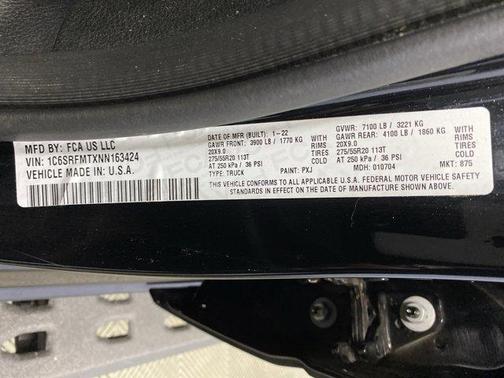 MFD BY: FCA US LLC
VIN: 1C6SRFMTXNN163424
VEHICLE MADE IN U.S.A.
DATE OF MFR (BUILT): 1-22
GAWR FRONT: 3900 LB / 1770 KG WITH
20X9.0 RIMS
275/55R20 113T TIRES
AT 250 kPa / 36 PSI
TYPE: TRUCK PAINT: PXJ
GVWR: 7100 LB / 3221 KG
GAWR REAR: 4100 LB / 1860 KG WITH
20X9.0 RIMS
275/55R20 113T TIRES
AT 250 kPa / 36 PSI
MDH: 010704 MKT: 875
THIS VEHICLE CONFORMS TO ALL APPLICABLE U.S.A. FEDERAL MOTOR VEHICLE SAFETY
STANDARDS IN EFFECT ON THE DATE OF MANUFACTURE SHOWN ABOVE.